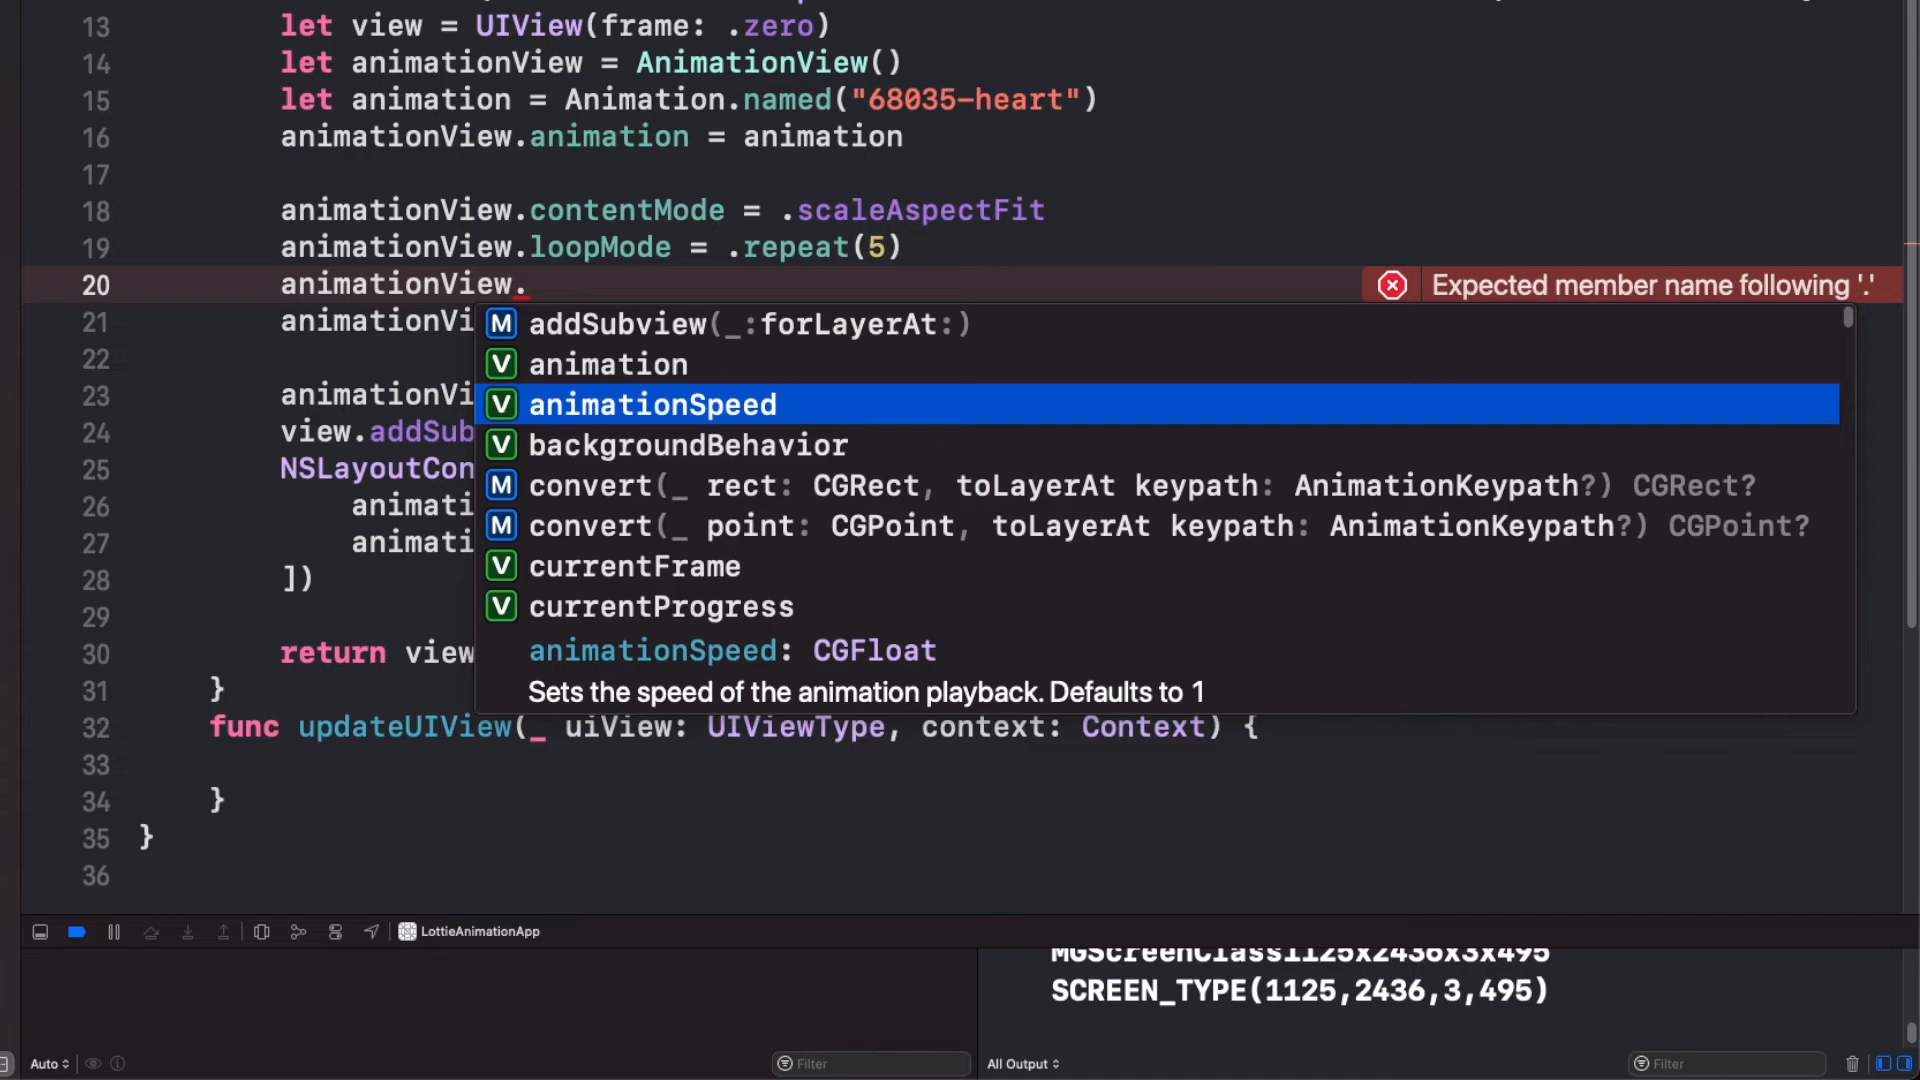 13 let view = UIView(frame: .zero)
14 let animationView = AnimationView()
15 let animation = Animation.named("68035-heart")
16 animationView.animation = animation
17
18 animationView.contentMode = .scaleAspectFit
19 animationView.loopMode = .repeat(5)
20 animationView. Expected member name following '.'
21 animationVi
M addSubview(_:forLayerAt:)
22
V animation
23 animationVi
V animationSpeed
24 view.addSub
V backgroundBehavior
25 NSLayoutCon
M convert(_ rect: CGRect, toLayerAt keypath: AnimationKeypath?) CGRect?
26 animati
M convert(_ point: CGPoint, toLayerAt keypath: AnimationKeypath?) CGPoint?
27 animati
V currentFrame
28 ])
V currentProgress
29
animationSpeed: CGFloat
30 return view
Sets the speed of the animation playback. Defaults to 1
31 }
32 func updateUIView(_ uiView: UIViewType, context: Context) {
33
34 }
35 }
36
LottieAnimationApp
MGScreenClass1125x2436x3x495
SCREEN_TYPE(1125,2436,3,495)
Auto
Filter
All Output
Filter